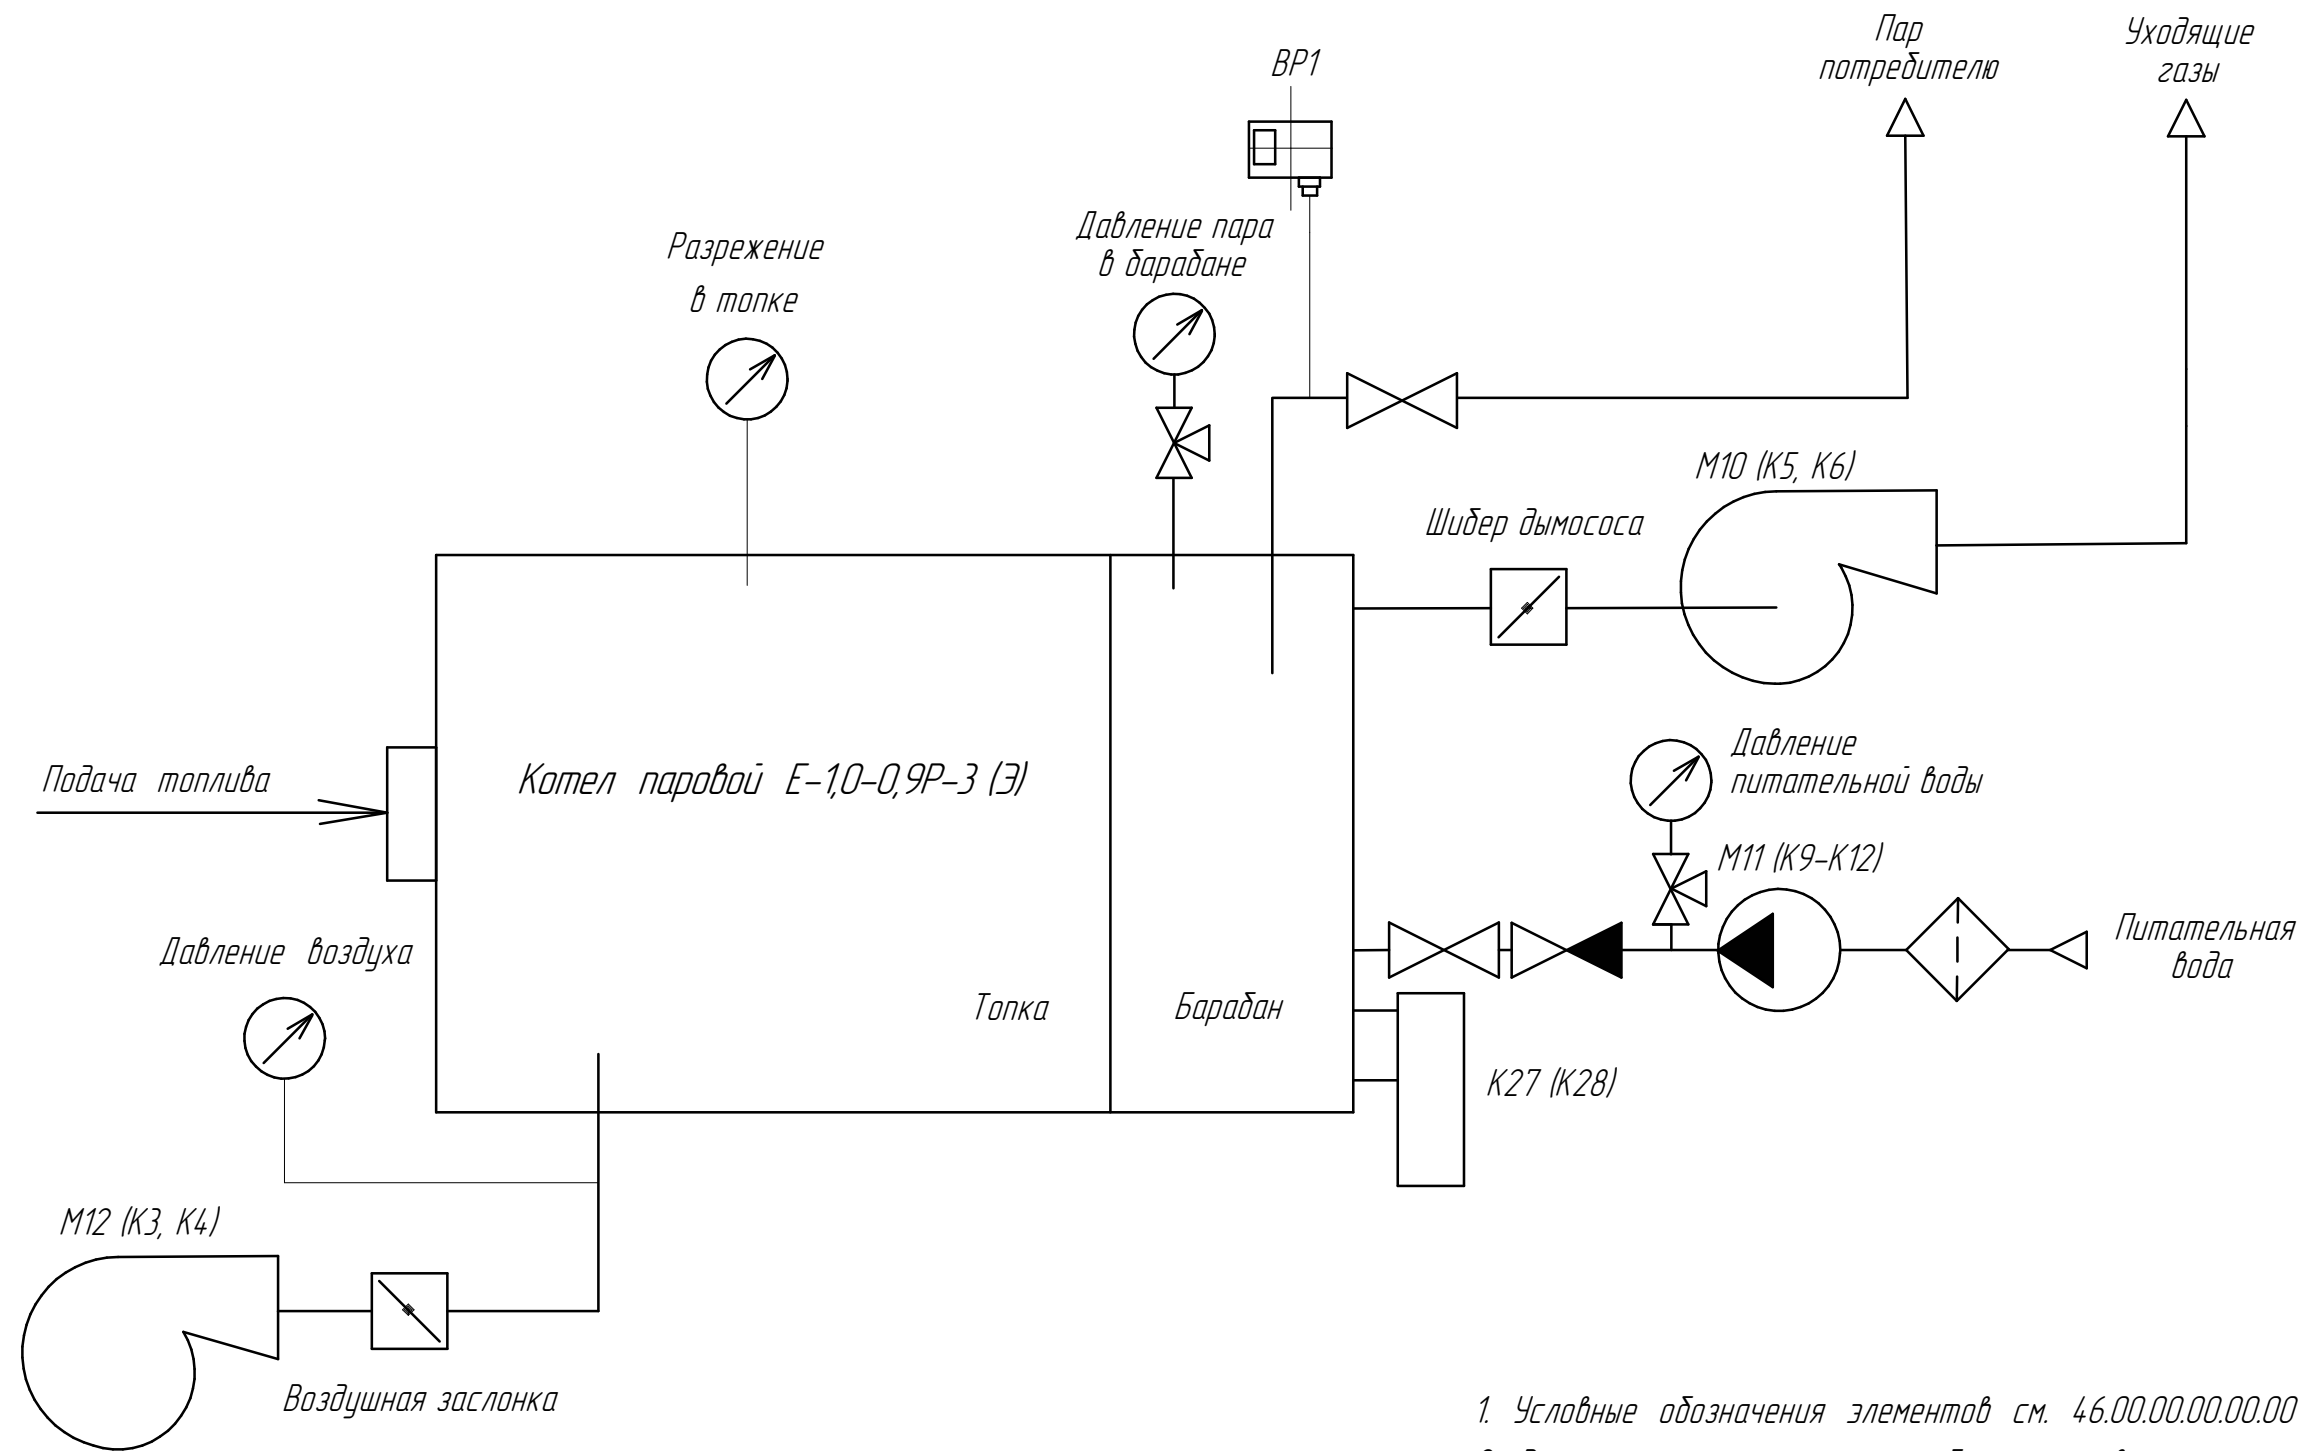 Пар
потребителю
Уходящие
газы
BP1
Давление пара
в барабане
Разрежение
в топке
М10 (К5, К6)
Шибер дымососа
Давление
питательной воды
Подача топлива
Котел паровой Е-1,0-0,9Р-3 (Э)
М11 (К9-К12)
Питательная
вода
Давление воздуха
Топка
Барабан
К27 (К28)
М12 (К3, К4)
Воздушная заслонка
1. Условные обозначения элементов см. 46.00.00.00.00.00